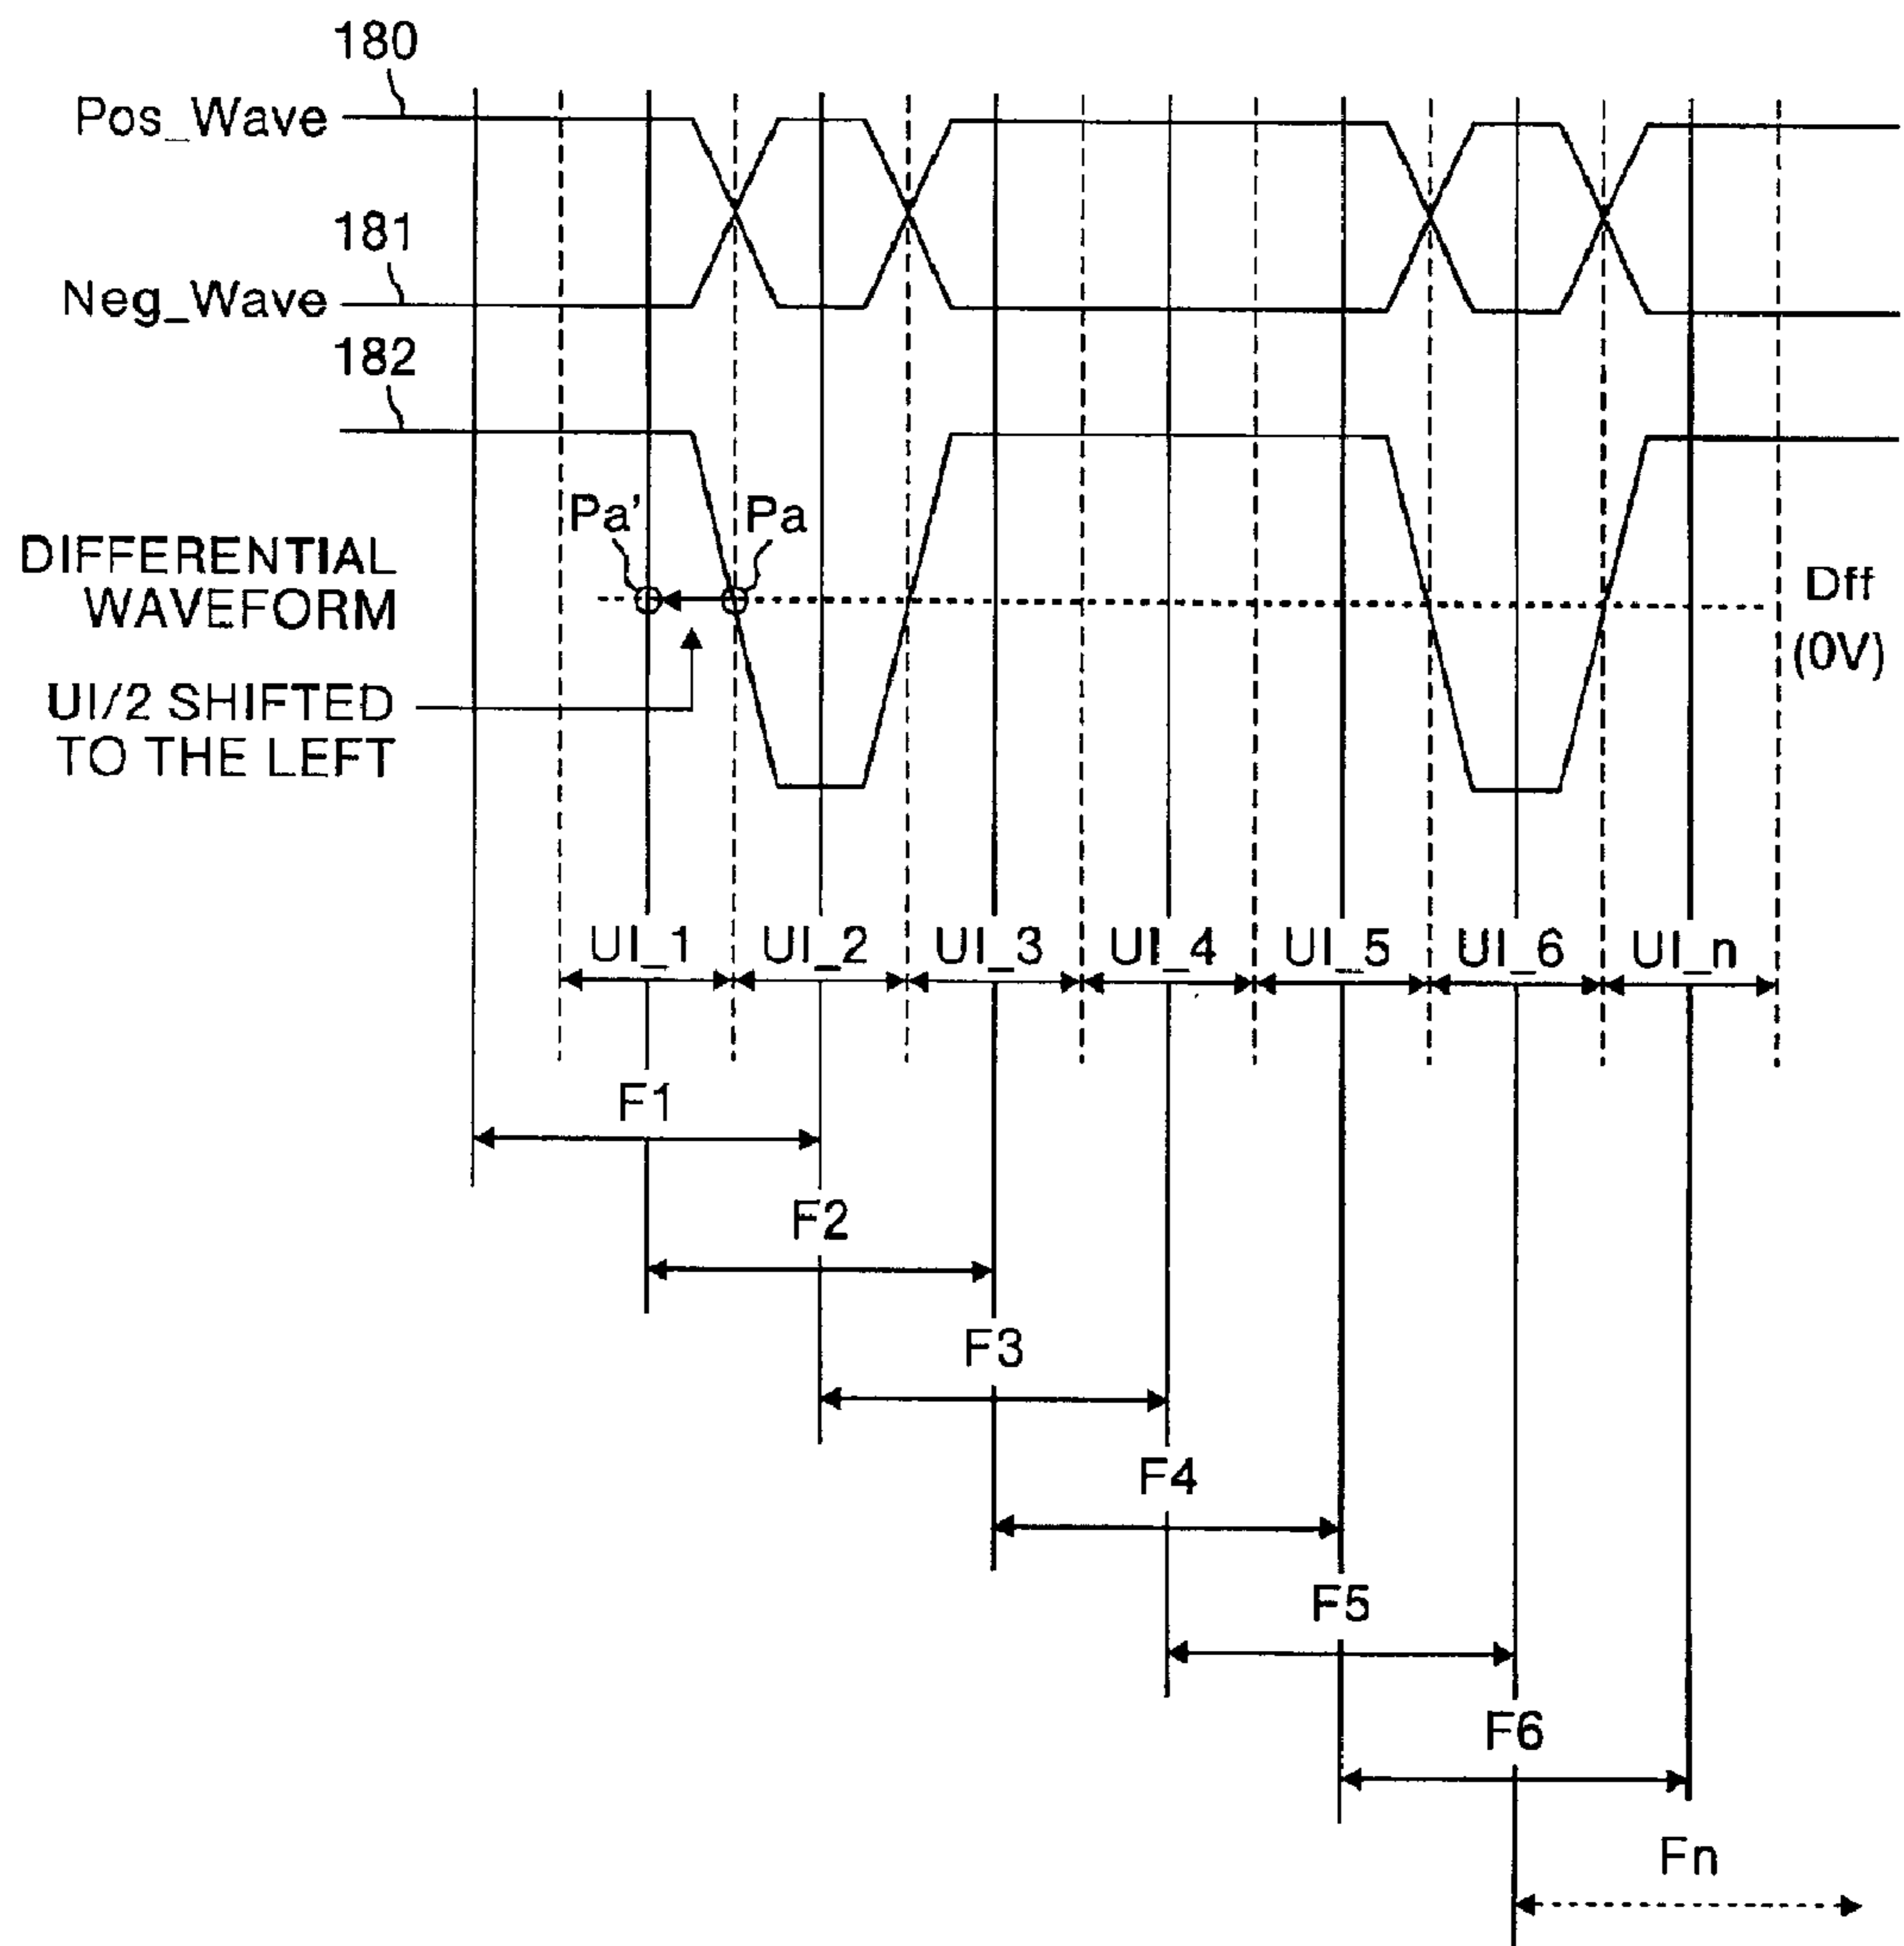 180
Pos_Wave
181
Neg_Wave
182
Pa'
Pa
DIFFERENTIAL
WAVEFORM
Dff
(0V)
UI/2 SHIFTED
TO THE LEFT
UI_1 UI_2 UI_3 UI_4 UI_5 UI_6 UI_n
F1
F2
F3
F4
F5
F6
Fn